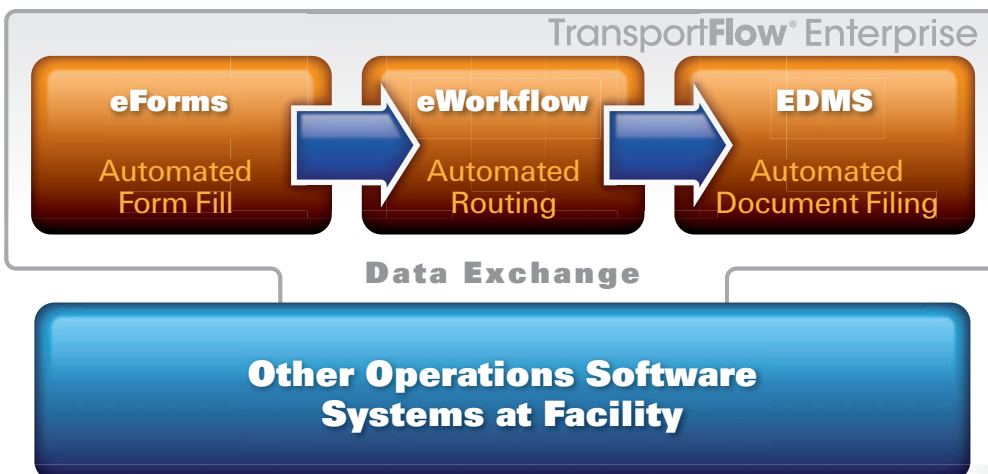 TransportFlow® Enterprise
eForms
Automated
Form Fill
eWorkflow
Automated
Routing
EDMS
Automated
Document Filing
Data Exchange
Other Operations Software
Systems at Facility